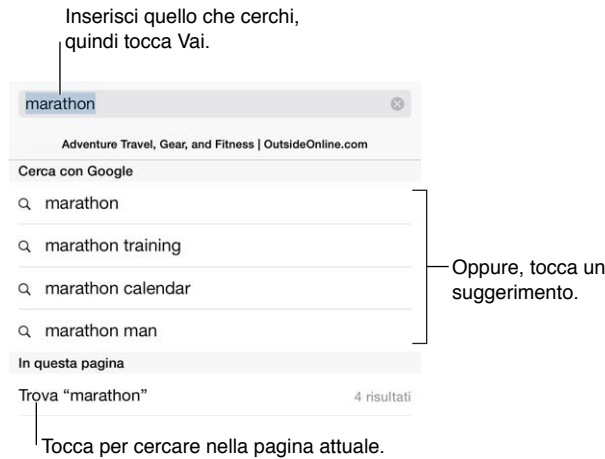 Inserisci quello che cerchi,
quindi tocca Vai.
marathon
Adventure Travel, Gear, and Fitness | OutsideOnline.com
Cerca con Google
marathon
marathon training
marathon calendar
marathon man
Oppure, tocca un
suggerimento.
In questa pagina
Trova “marathon” 4 risultati
Tocca per cercare nella pagina attuale.